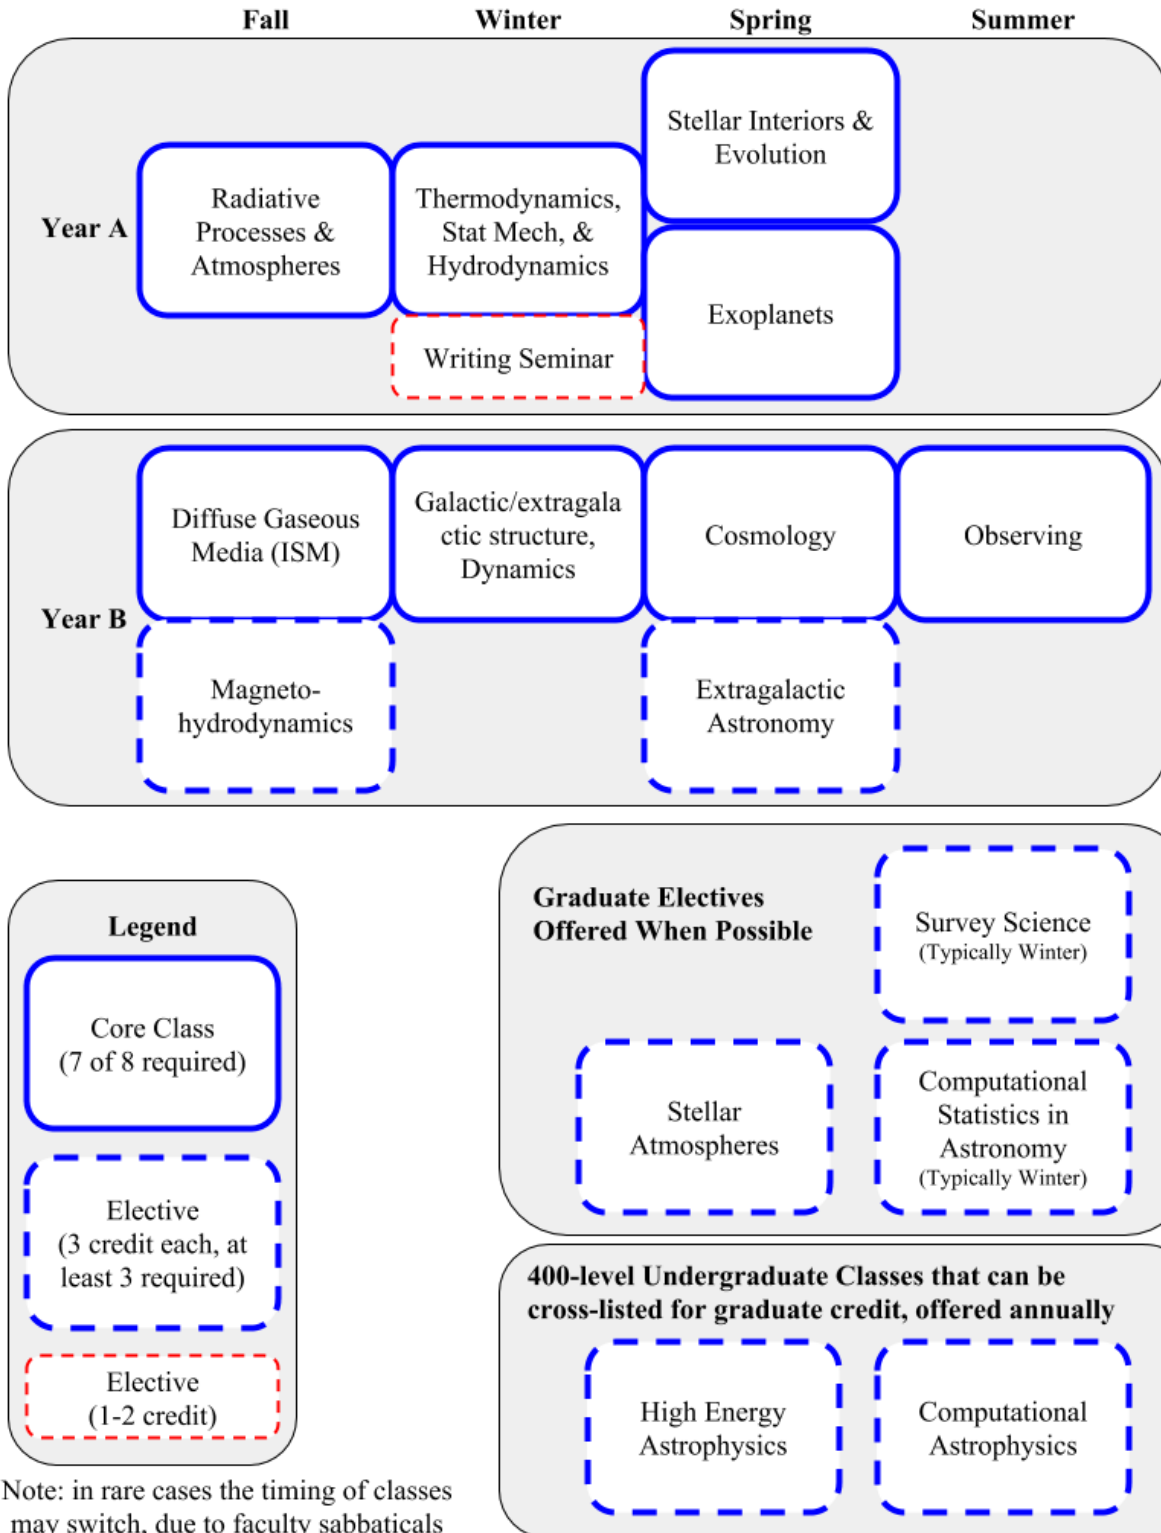 Fall Winter Spring Summer
Year A
Radiative
Processes &
Atmospheres
Thermodynamics,
Stat Mech, &
Hydrodynamics
Writing Seminar
Stellar Interiors &
Evolution
Exoplanets
Year B
Diffuse Gaseous
Media (ISM)
Magneto-
hydrodynamics
Galactic/extragala
ctic structure,
Dynamics
Cosmology
Extragalactic
Astronomy
Observing
Legend
Core Class
(7 of 8 required)
Elective
(3 credit each, at
least 3 required)
Elective
(1-2 credit)
Note: in rare cases the timing of classes
may switch, due to faculty sabbaticals
Graduate Electives
Offered When Possible
Survey Science
(Typically Winter)
Stellar
Atmospheres
Computational
Statistics in
Astronomy
(Typically Winter)
400-level Undergraduate Classes that can be
cross-listed for graduate credit, offered annually
High Energy
Astrophysics
Computational
Astrophysics